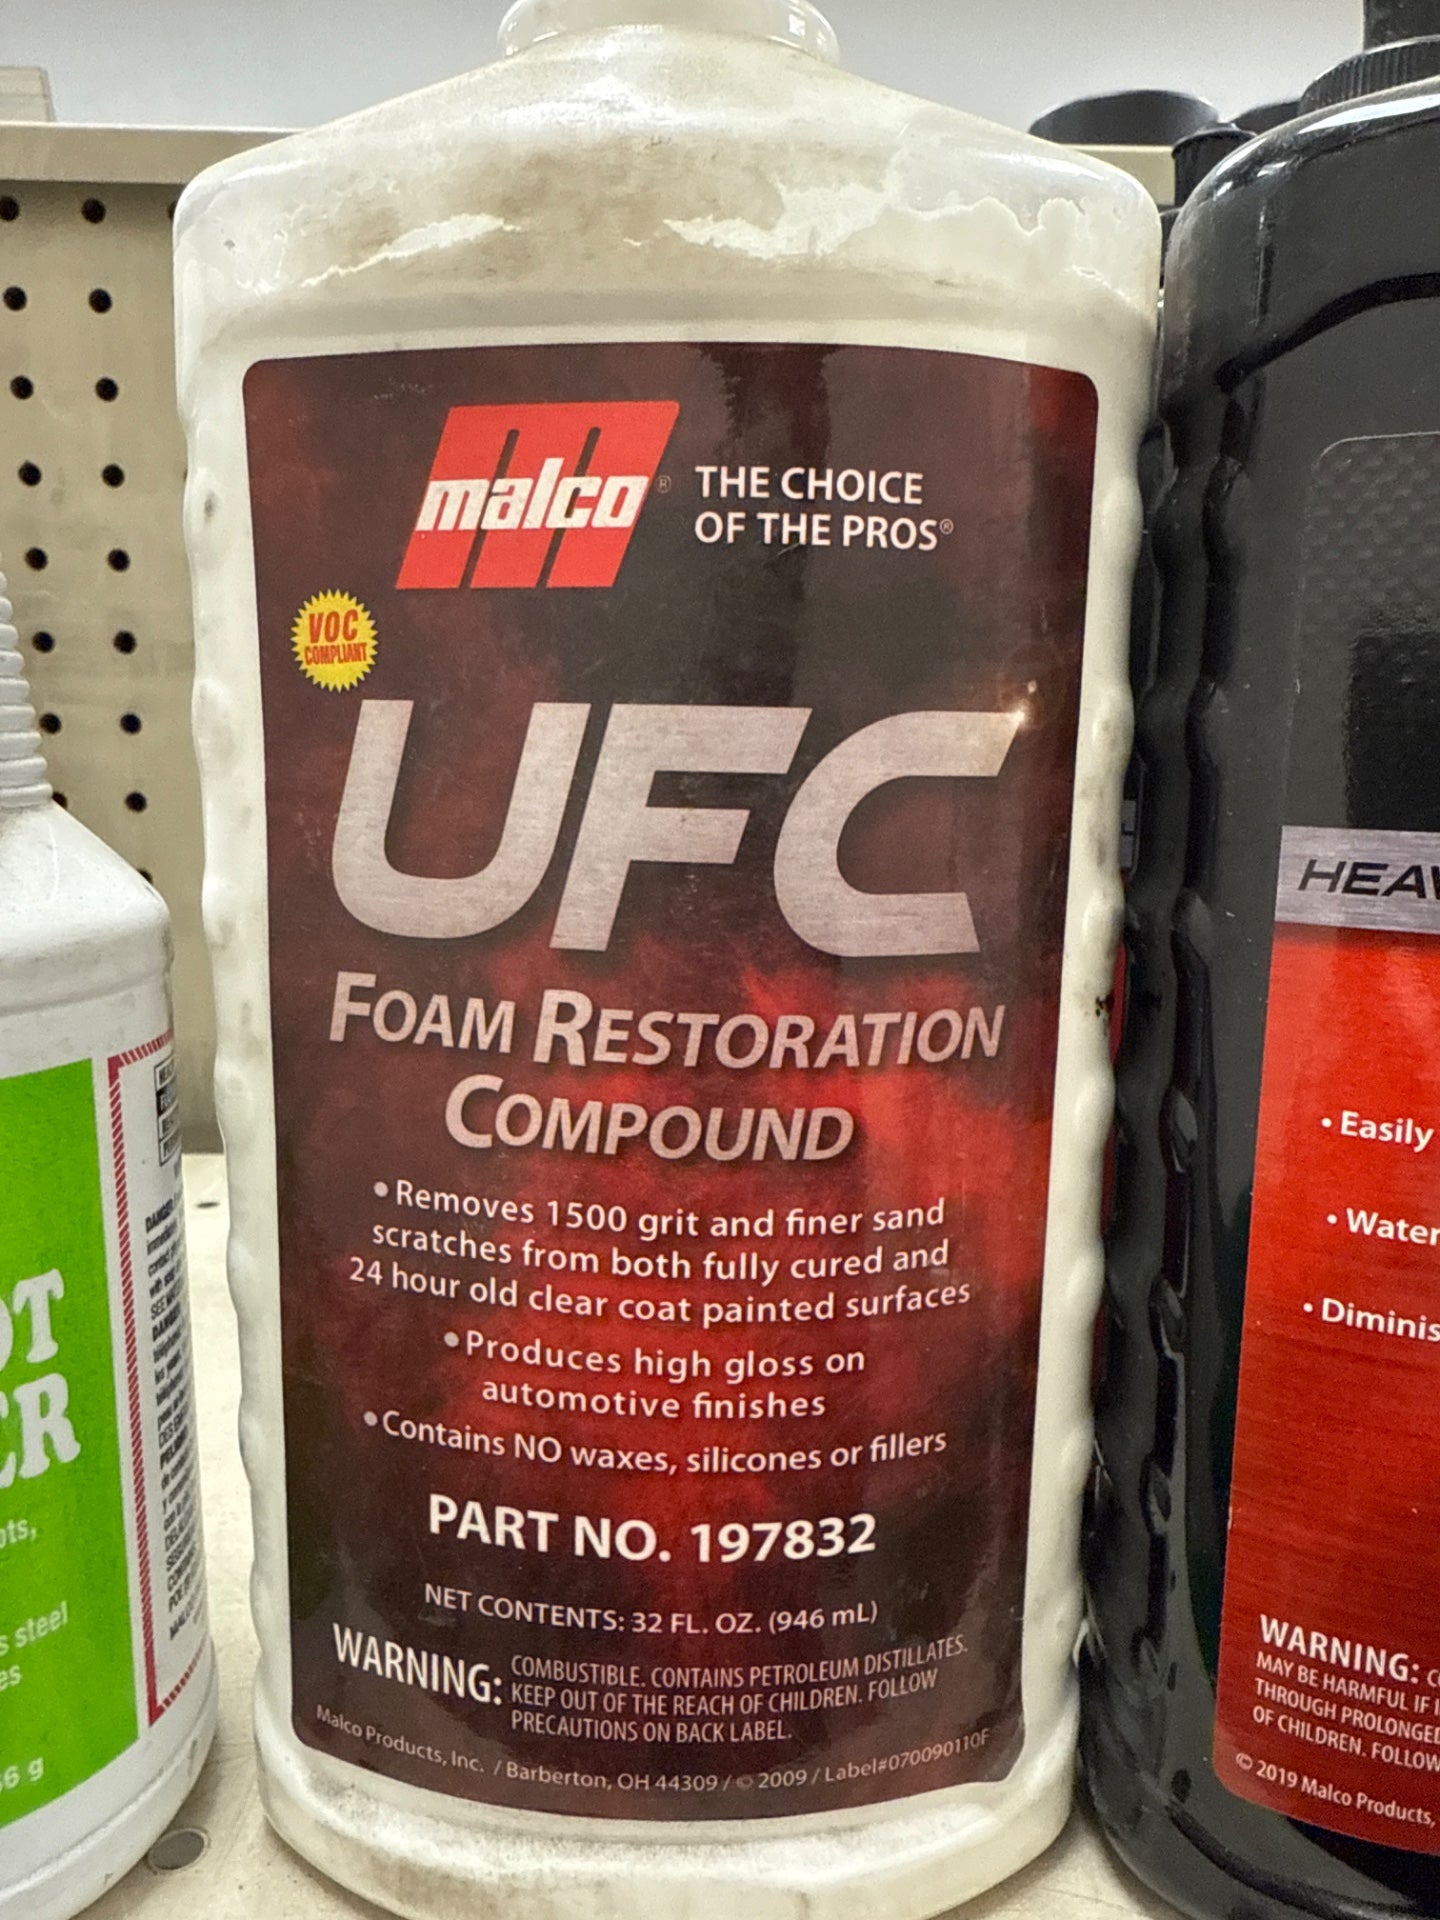 malco®
THE CHOICE
OF THE PROS®
VOC
COMPLIANT
UFC
FOAM RESTORATION
COMPOUND
• Removes 1500 grit and finer sand
scratches from both fully cured and
24 hour old clear coat painted surfaces
• Produces high gloss on
automotive finishes
• Contains NO waxes, silicones or fillers
PART NO. 197832
NET CONTENTS: 32 FL. OZ. (946 mL)
WARNING: COMBUSTIBLE. CONTAINS PETROLEUM DISTILLATES.
KEEP OUT OF THE REACH OF CHILDREN. FOLLOW
PRECAUTIONS ON BACK LABEL.
Malco Products, Inc. / Barberton, OH 44309 / © 2009 / Label#070090110F
steel
6 g
HEA
• Easily
• Water
• Diminis
WARNING:
MAY BE HARMFUL IF
THROUGH PROLONGED
OF CHILDREN. FOLLOW
© 2019 Malco Products,